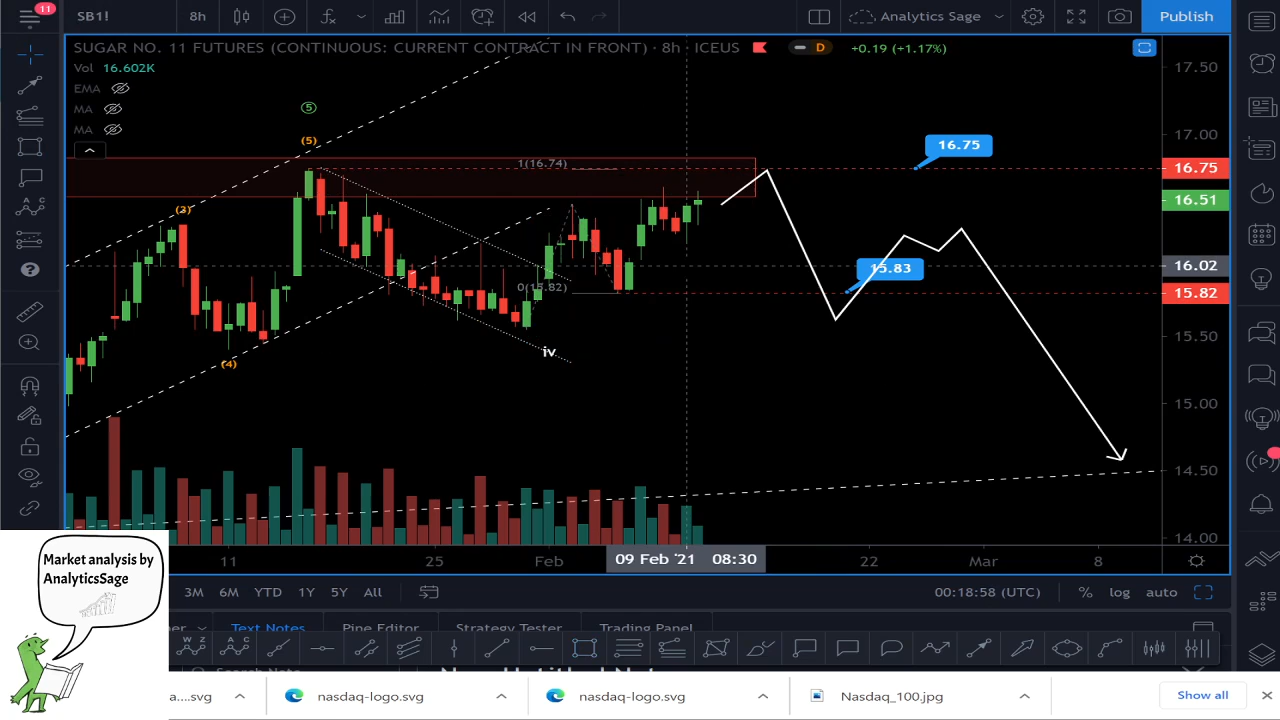 11
SB1!
8h
Analytics Sage
Publish
SUGAR NO. 11 FUTURES (CONTINUOUS: CURRENT CONTRACT IN FRONT) · 8h · ICEUS
D
+0.19 (+1.17%)
Vol 16.602K
EMA
MA
MA
17.50
17.00
16.75
16.51
16.02
15.82
15.50
15.00
14.50
14.00
5
(5)
(3)
(4)
1(16.74)
0(15.82)
iv
16.75
15.83
11
25
Feb
09 Feb '21 08:30
22
Mar
8
Market analysis by
AnalyticsSage
3M 6M YTD 1Y 5Y All
00:18:58 (UTC)
% log auto
Text Notes
Pine Editor
Strategy Tester
Trading Panel
W Z
A C
a....svg
nasdaq-logo.svg
nasdaq-logo.svg
Nasdaq_100.jpg
Show all